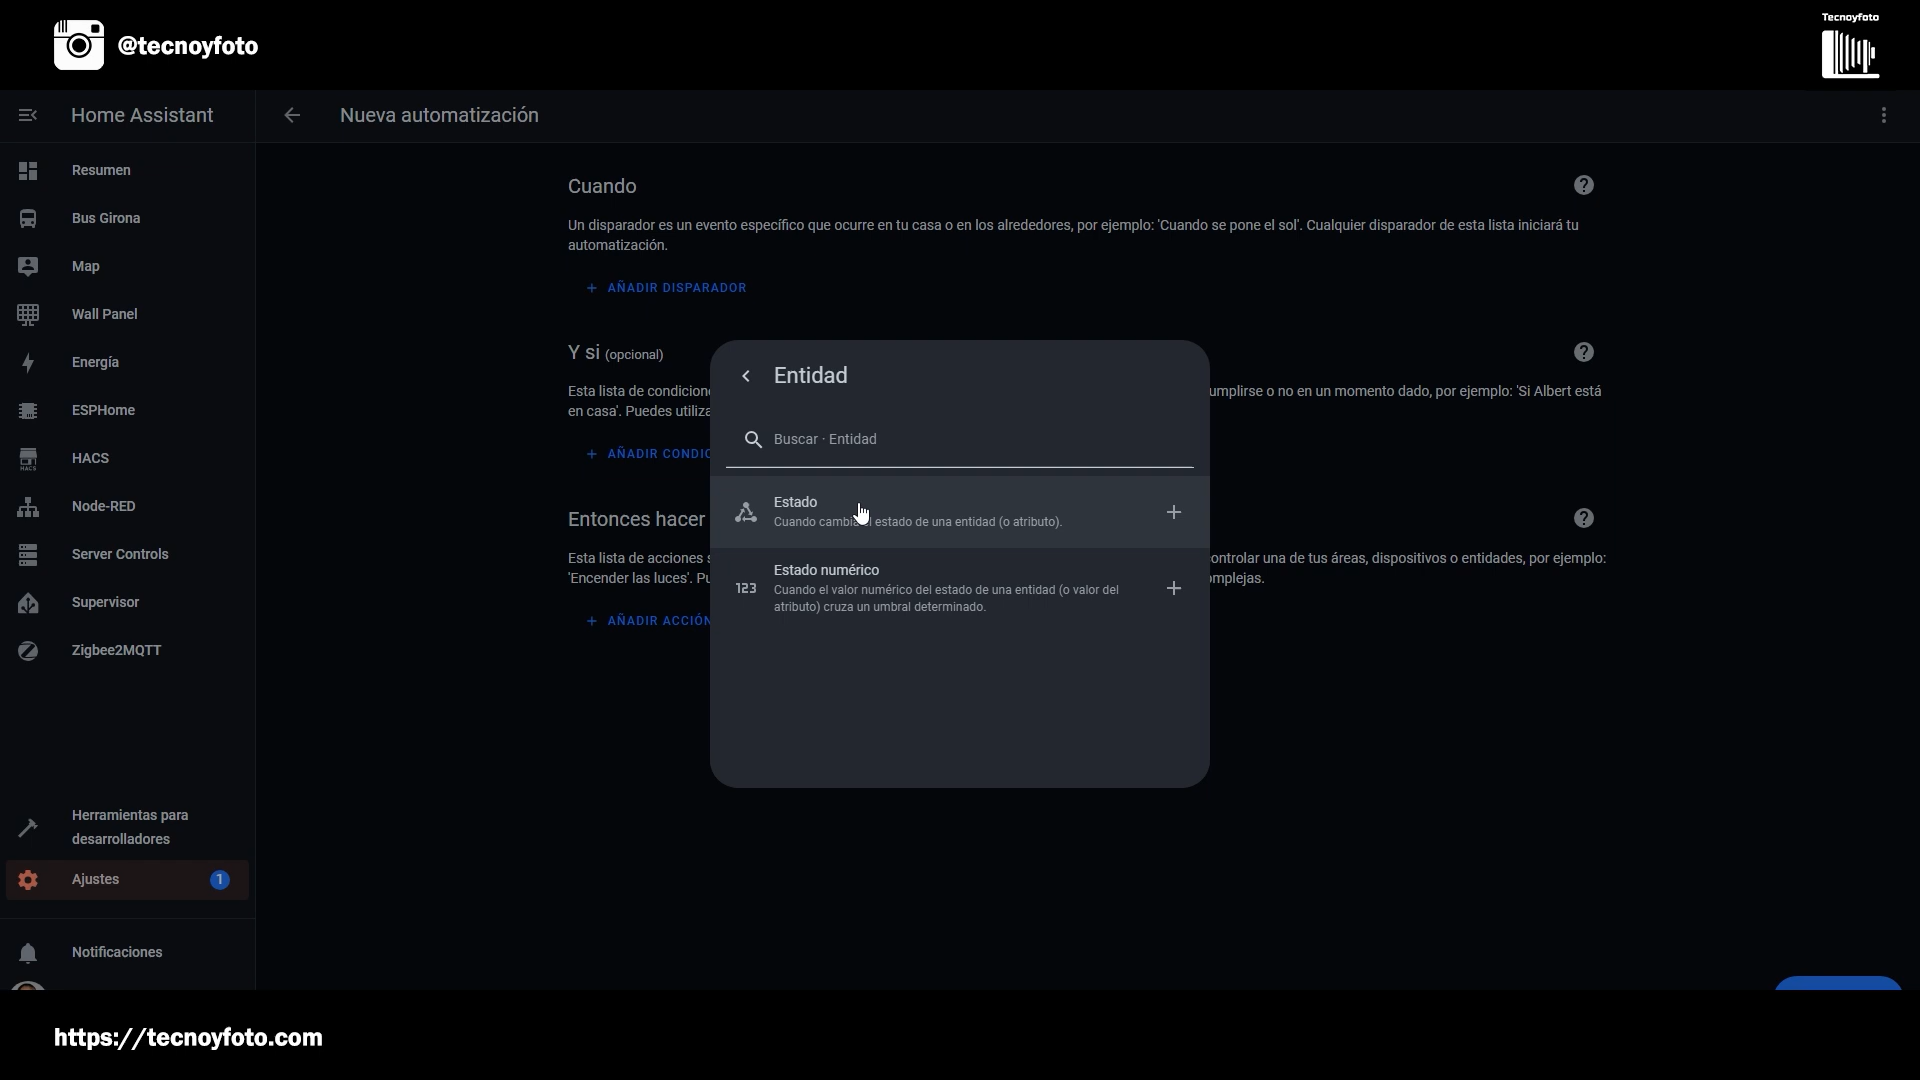 @tecnoyfoto
Tecnoyfoto
Home Assistant
Nueva automatización
Resumen
Bus Girona
Map
Wall Panel
Energía
ESPHome
HACS
HACS
Node-RED
Server Controls
Supervisor
Zigbee2MQTT
Herramientas para
desarrolladores
Ajustes
1
Notificaciones
Cuando
Un disparador es un evento específico que ocurre en tu casa o en los alrededores, por ejemplo: 'Cuando se pone el sol'. Cualquier disparador de esta lista iniciará tu
automatización.
+ AÑADIR DISPARADOR
Y si (opcional)
Esta lista de condicion umplirse o no en un momento dado, por ejemplo: 'Si Albert está
en casa'. Puedes utiliza
+ AÑADIR CONDIC
Entonces hacer
Esta lista de acciones s ontrolar una de tus áreas, dispositivos o entidades, por ejemplo:
'Encender las luces'. Pu mplejas.
+ AÑADIR ACCIÓN
Entidad
Buscar · Entidad
Estado
Cuando cambia el estado de una entidad (o atributo).
123
Estado numérico
Cuando el valor numérico del estado de una entidad (o valor del
atributo) cruza un umbral determinado.
https://tecnoyfoto.com